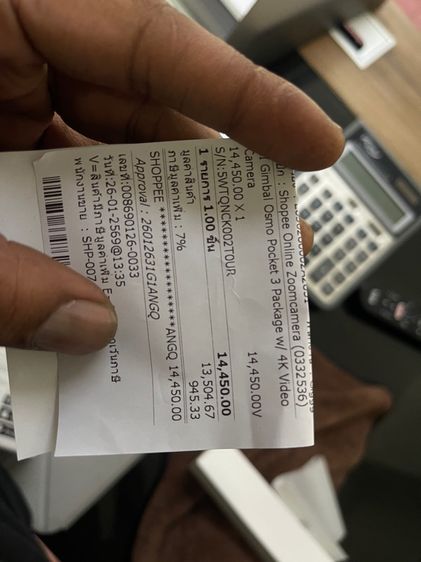 : Shopee Online Zoomcamera (0332536)
Gimbal Osmo Pocket 3 Package w/ 4K Video
Camera
14,450.00 x 1 14,450.00V
S/N:5WTQNCK002T0UR
1 รายการ 1.00 ชิ้น 14,450.00
มูลค่าสินค้า 13,504.67
ภาษีมูลค่าเพิ่ม : 7% 945.33
SHOPPEE ******************ANGQ 14,450.00
Approval : 26012631G1ANGQ
เลขที่:008690126-0033
วันที่:26-01-2569@13:35
V=สินค้ามีภาษีมูลค่าเพิ่ม
พนักงานขาย : SHP-007